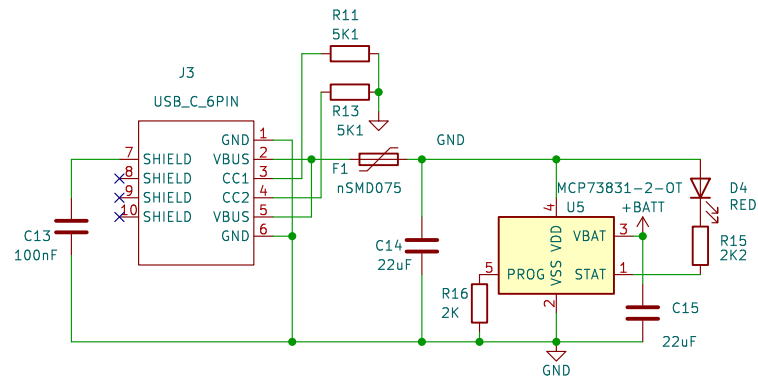 R11
5K1
J3
USB_C_6PIN
R13
5K1
GND
1
7
SHIELD
VBUS
2
F1
nSMD075
GND
8
SHIELD
CC1
3
9
SHIELD
CC2
4
10
SHIELD
VBUS
5
GND
6
C13
100nF
C14
22uF
MCP73831-2-OT
U5
+BATT
D4
RED
4
VDD
VBAT
3
5
PROG
VSS
STAT
1
2
R15
2K2
R16
2K
C15
22uF
GND